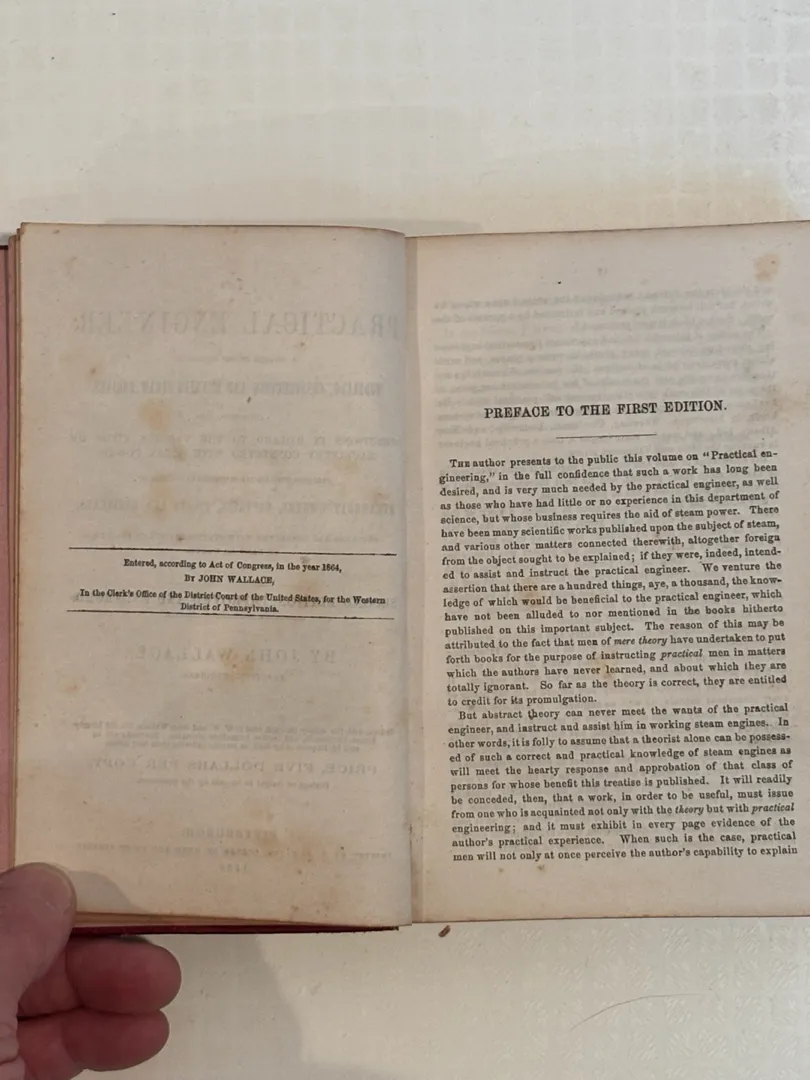 Entered, according to Act of Congress, in the year 1864,
BY JOHN WALLACE,
In the Clerk's Office of the District Court of the United States, for the Western
District of Pennsylvania.
PREFACE TO THE FIRST EDITION.
THE author presents to the public this volume on "Practical en-
gineering," in the full confidence that such a work has long been
desired, and is very much needed by the practical engineer, as well
as those who have had little or no experience in this department of
science, but whose business requires the aid of steam power. There
have been many scientific works published upon the subject of steam,
and various other matters connected therewith, altogether foreign
from the object sought to be explained; if they were, indeed, intend-
ed to assist and instruct the practical engineer. We venture the
assertion that there are a hundred things, aye, a thousand, the know-
ledge of which would be beneficial to the practical engineer, which
have not been alluded to nor mentioned in the books hitherto
published on this important subject. The reason of this may be
attributed to the fact that men of mere theory have undertaken to put
forth books for the purpose of instructing practical men in matters
which the authors have never learned, and about which they are
totally ignorant. So far as the theory is correct, they are entitled
to credit for its promulgation.
But abstract theory can never meet the wants of the practical
engineer, and instruct and assist him in working steam engines. In
other words, it is folly to assume that a theorist alone can be possess-
ed of such a correct and practical knowledge of steam engines as
will meet the hearty response and approbation of that class of
persons for whose benefit this treatise is published. It will readily
be conceded, then, that a work, in order to be useful, must issue
from one who is acquainted not only with the theory but with practical
engineering; and it must exhibit in every page evidence of the
author's practical experience. When such is the case, practical
men will not only at once perceive the author's capability to explain